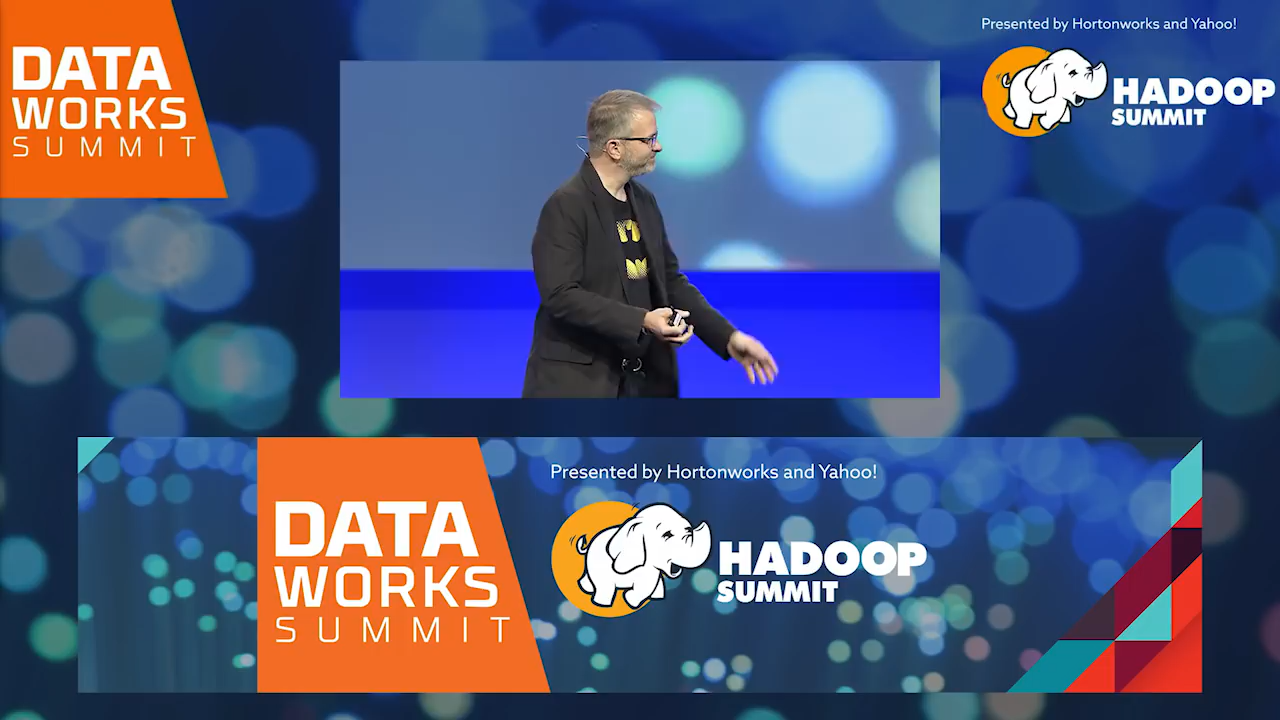 DATA
WORKS
SUMMIT
Presented by Hortonworks and Yahoo!
HADOOP
SUMMIT
Presented by Hortonworks and Yahoo!
DATA
WORKS
SUMMIT
HADOOP
SUMMIT